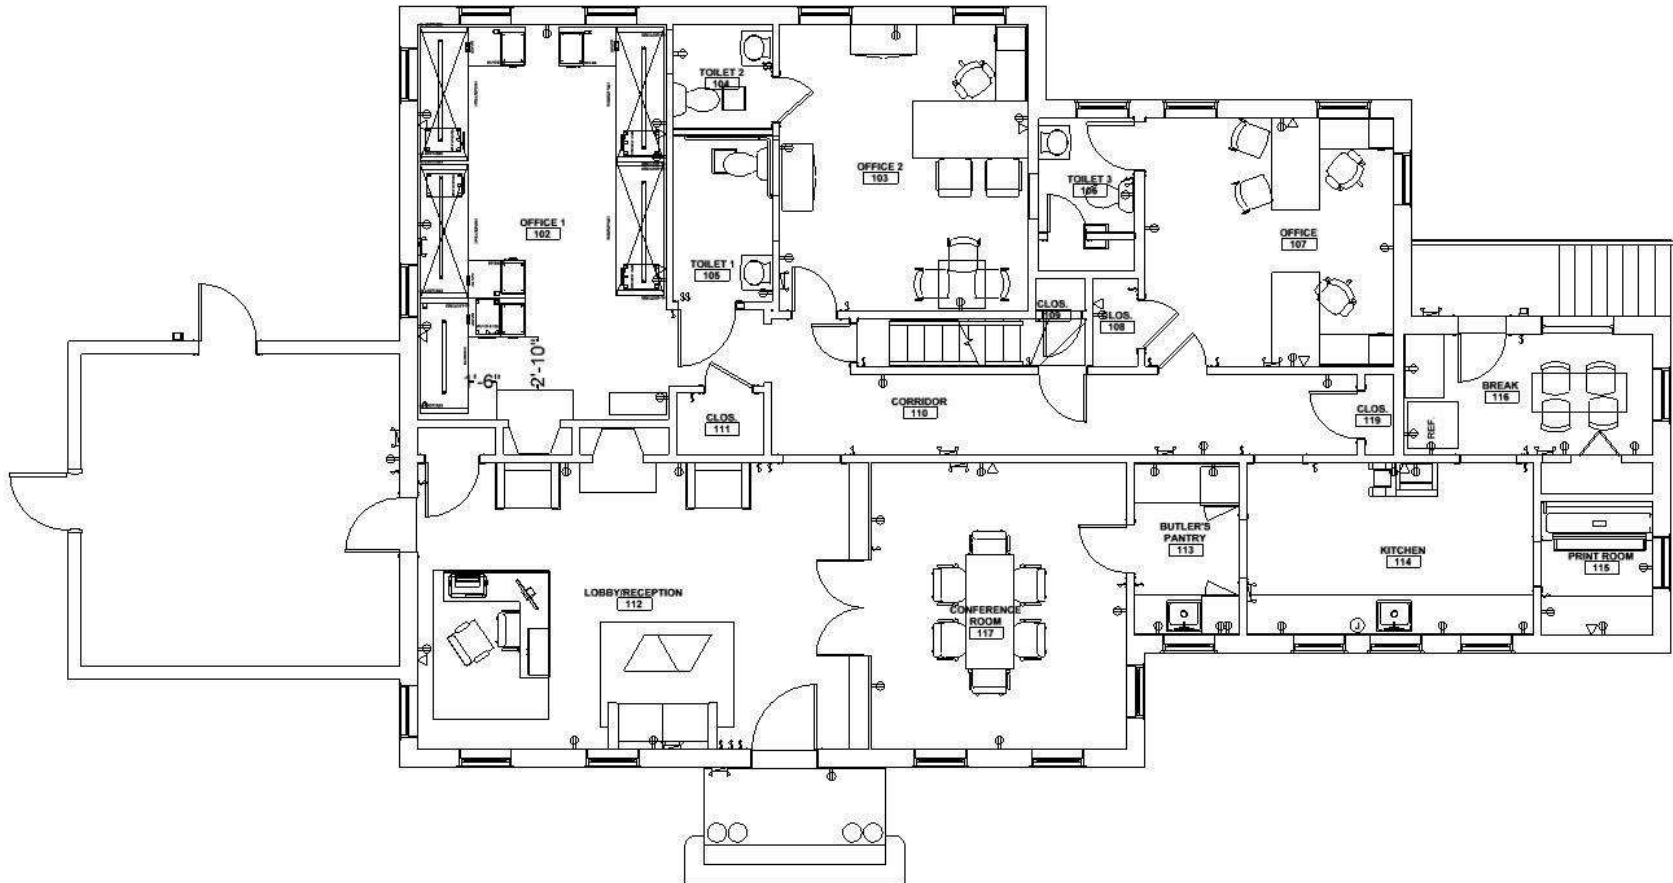 TOILET 2
104
OFFICE 2
103
TOILET 3
106
OFFICE 1
102
OFFICE
107
TOILET 1
105
CLOS.
109
CLOS.
108
2'-10"
'-6"
BREAK
116
CORRIDOR
110
CLOS.
111
CLOS.
119
REF.
BUTLER'S
PANTRY
113
KITCHEN
114
PRINT ROOM
115
LOBBY/RECEPTION
112
CONFERENCE
ROOM
117
J